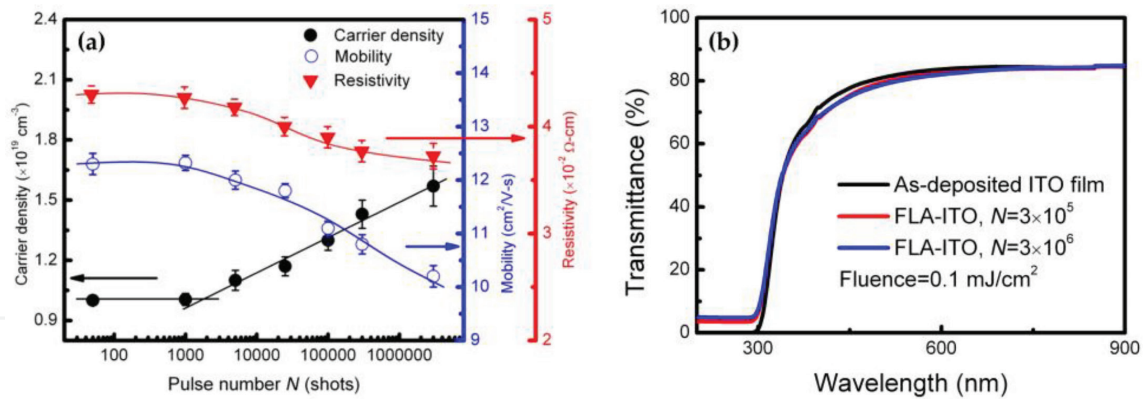 (a)
Carrier density
Mobility
Resistivity
2.4
2.1
1.8
1.5
1.2
0.9
Carrier density (×10¹⁹ cm⁻³)
100 1000 10000 100000 1000000
Pulse number N (shots)
15
14
13
12
11
10
9
Mobility (cm²/V-s)
5
4
3
2
Resistivity (×10⁻² Ω-cm)
(b)
100
80
60
40
20
0
Transmittance (%)
As-deposited ITO film
FLA-ITO, N=3×10⁵
FLA-ITO, N=3×10⁶
Fluence=0.1 mJ/cm²
300 600 900
Wavelength (nm)